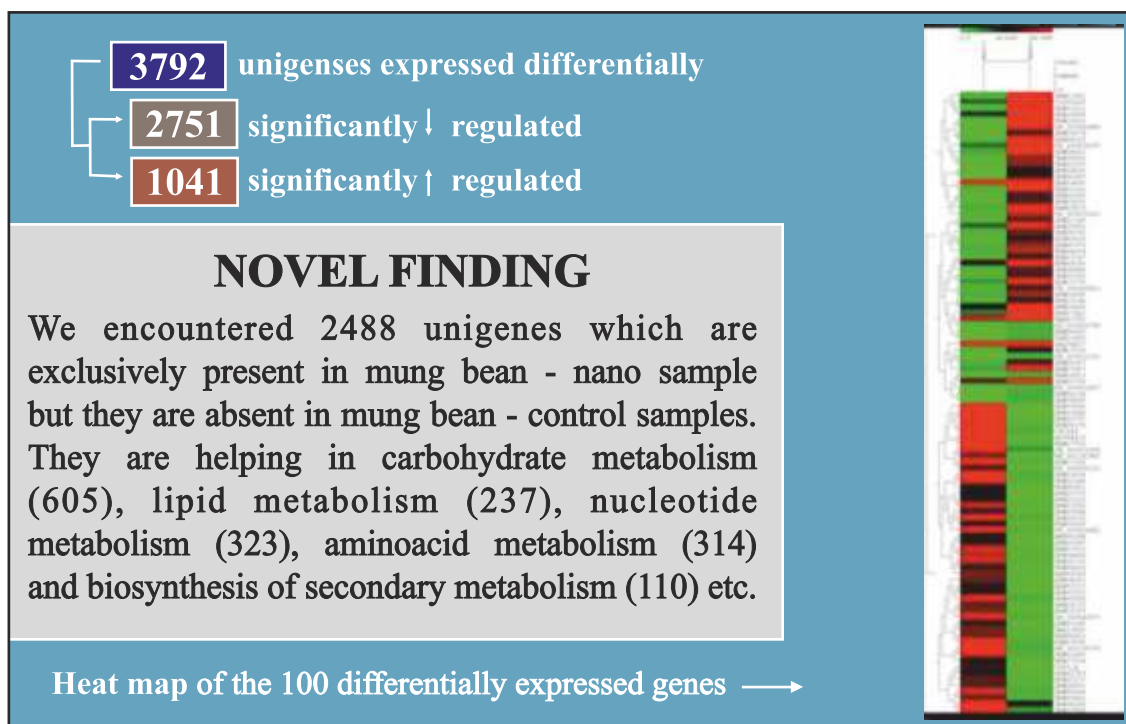 3792 unigenses expressed differentially
2751 significantly ↓ regulated
1041 significantly ↑ regulated
NOVEL FINDING
We encountered 2488 unigenes which are
exclusively present in mung bean - nano sample
but they are absent in mung bean - control samples.
They are helping in carbohydrate metabolism
(605), lipid metabolism (237), nucleotide
metabolism (323), aminoacid metabolism (314)
and biosynthesis of secondary metabolism (110) etc.
Heat map of the 100 differentially expressed genes